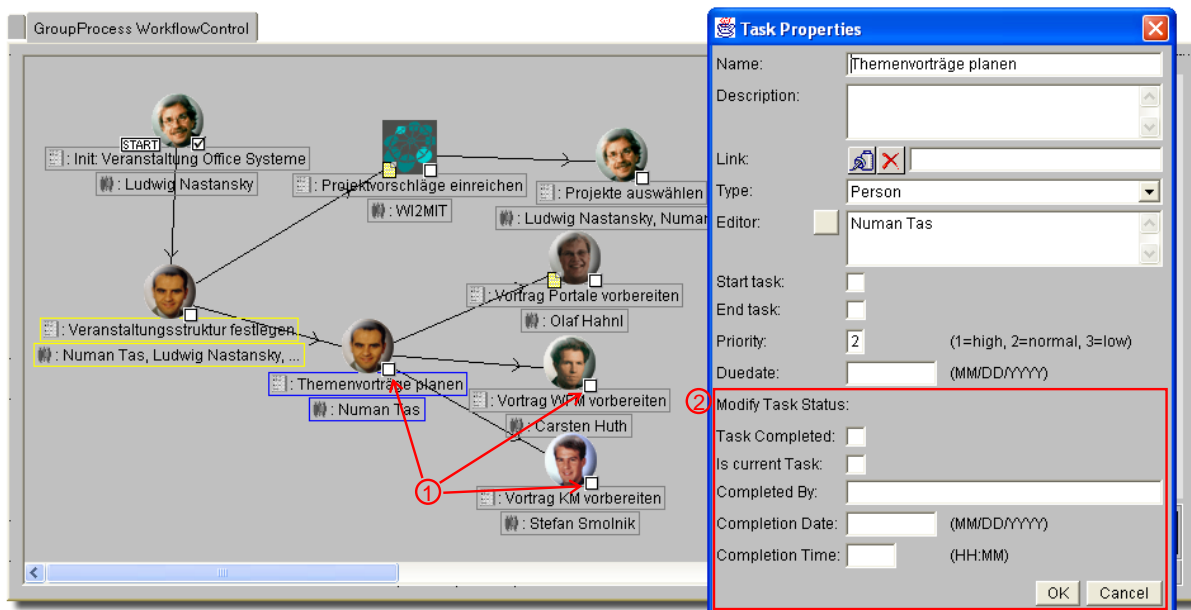 GroupProcess WorkflowControl
START
: Init: Veranstaltung Office Systeme
: Ludwig Nastansky
: Projektvorschläge einreichen
: WI2MIT
: Projekte auswählen
: Ludwig Nastansky, Numan
: Veranstaltungsstruktur festlegen
: Numan Tas, Ludwig Nastansky, ...
: Vortrag Portale vorbereiten
: Olaf Hahnl
: Themenvorträge planen
: Numan Tas
: Vortrag WFM vorbereiten
: Carsten Huth
1
: Vortrag KM vorbereiten
: Stefan Smolnik
Task Properties
Name: Themenvorträge planen
Description:
Link:
Type: Person
Editor: Numan Tas
Start task:
End task:
Priority: 2 (1=high, 2=normal, 3=low)
Duedate: (MM/DD/YYYY)
2 Modify Task Status:
Task Completed:
Is current Task:
Completed By:
Completion Date: (MM/DD/YYYY)
Completion Time: (HH:MM)
OK Cancel